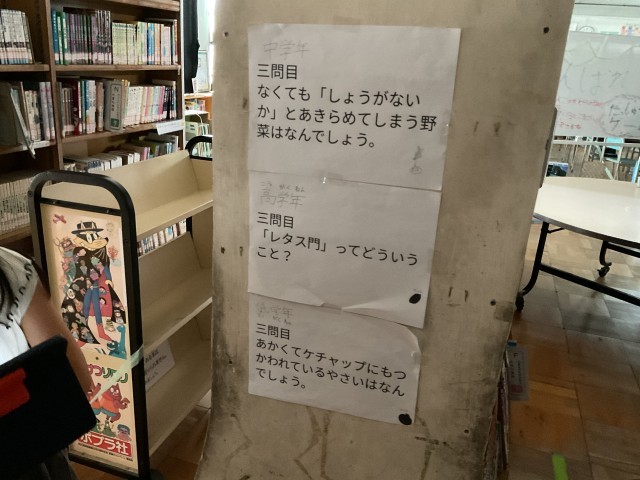 中学年
三問目
なくても「しょうがない
か」とあきらめてしまう野
菜はなんでしょう。
高学年
三問目
「レタス門」ってどういう
こと？
三問目
あかくてケチャップにもつ
かわれているやさいはなん
でしょう。
ポプラ社